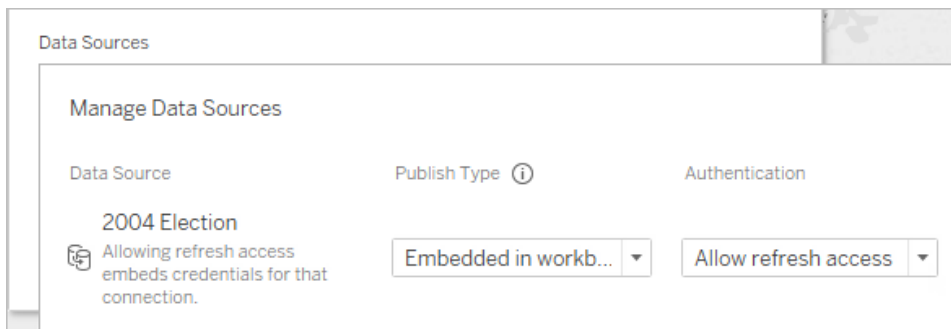 Data Sources
Manage Data Sources
Data Source Publish Type Authentication
2004 Election
Allowing refresh access
embeds credentials for that
connection.
Embedded in workb... Allow refresh access